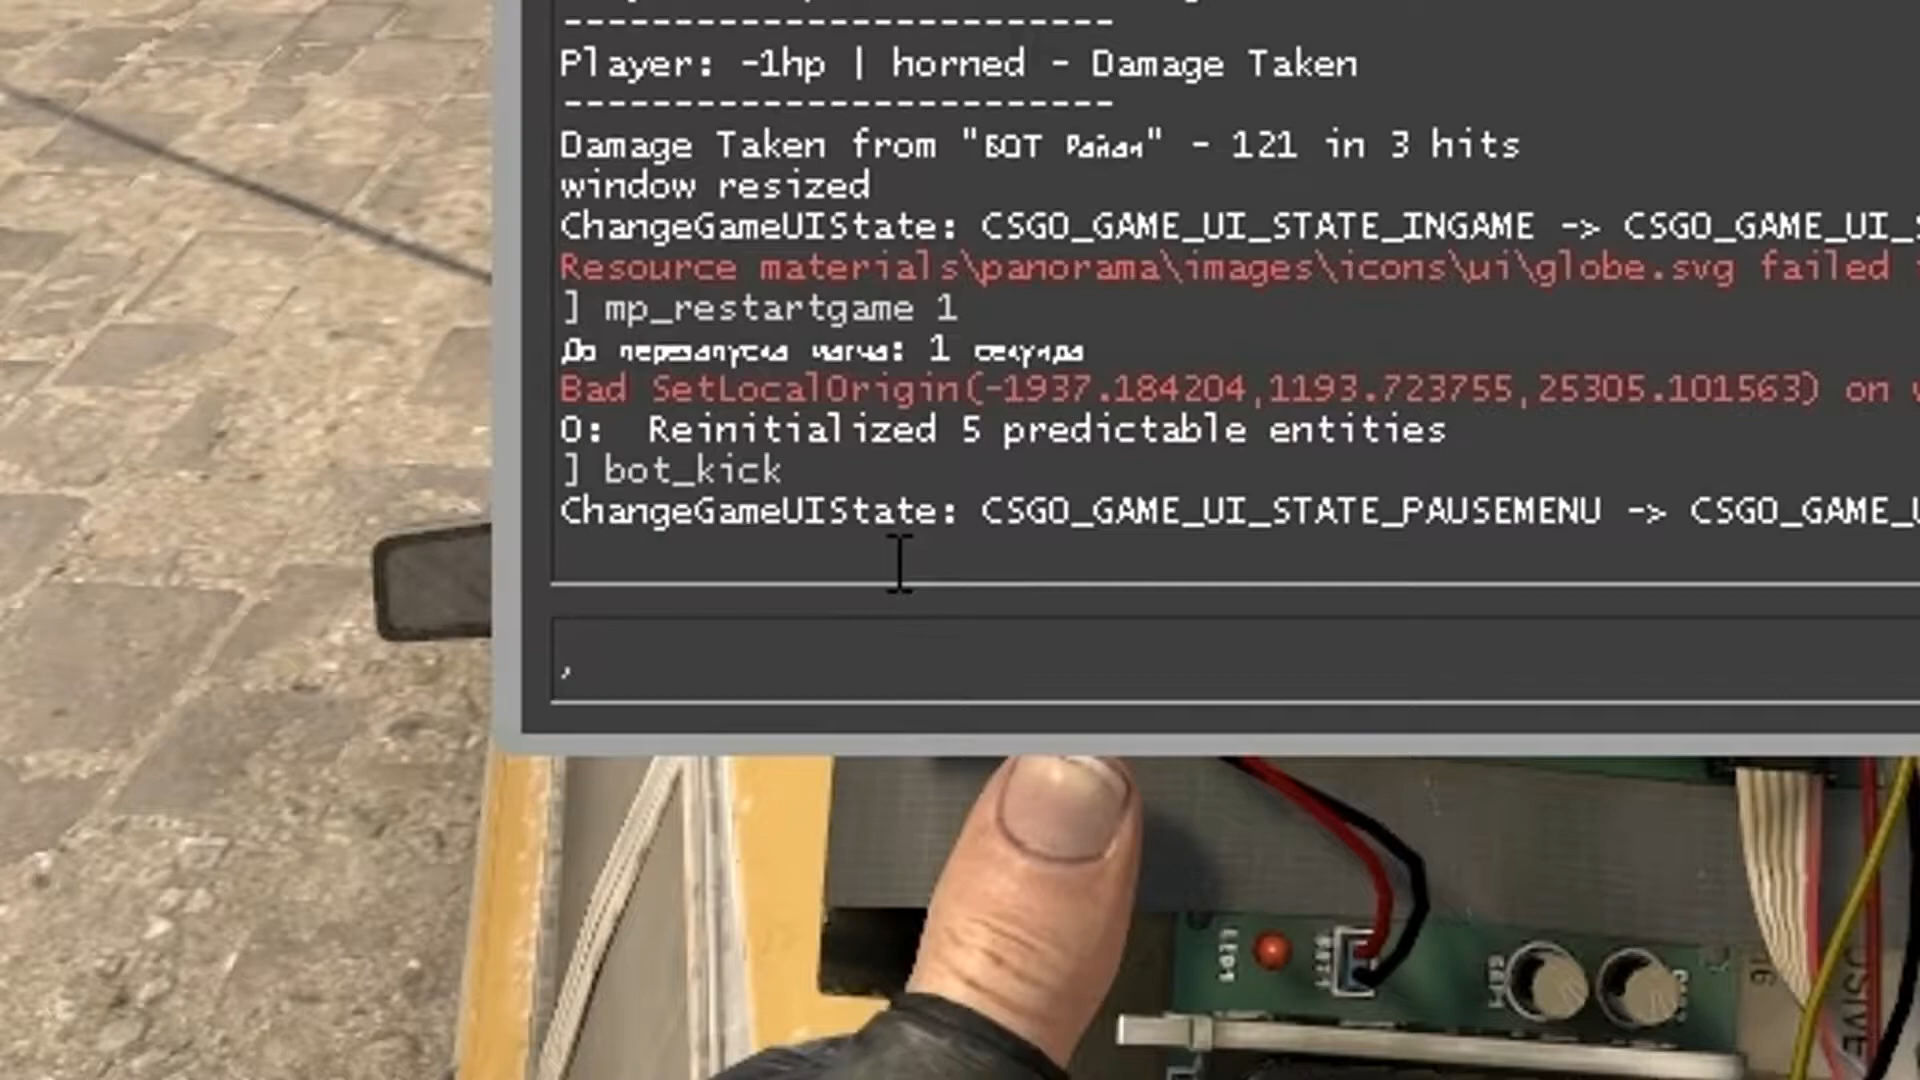 -------------------------
Player: -1hp | horned - Damage Taken
-------------------------
Damage Taken from "БОТ Райан" - 121 in 3 hits
window resized
ChangeGameUIState: CSGO_GAME_UI_STATE_INGAME -> CSGO_GAME_UI_S
Resource materials\panorama\images\icons\ui\globe.svg failed
] mp_restartgame 1
До перезапуска матча: 1 секунда
Bad SetLocalOrigin(-1937.184204,1193.723755,25305.101563) on
0:  Reinitialized 5 predictable entities
] bot_kick
ChangeGameUIState: CSGO_GAME_UI_STATE_PAUSEMENU -> CSGO_GAME_U
,